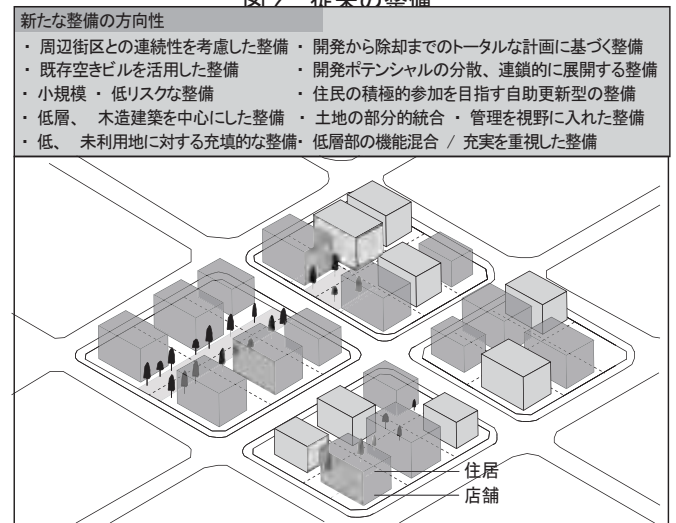 図2 従来の整備
新たな整備の方向性
・ 周辺街区との連続性を考慮した整備
・ 既存空きビルを活用した整備
・ 小規模 ・ 低リスクな整備
・ 低層、 木造建築を中心にした整備
・ 低、 未利用地に対する充填的な整備
・ 開発から除却までのトータルな計画に基づく整備
・ 開発ポテンシャルの分散、 連鎖的に展開する整備
・ 住民の積極的参加を目指す自助更新型の整備
・ 土地の部分的統合 ・ 管理を視野に入れた整備
・ 低層部の機能混合 / 充実を重視した整備
住居
店舗